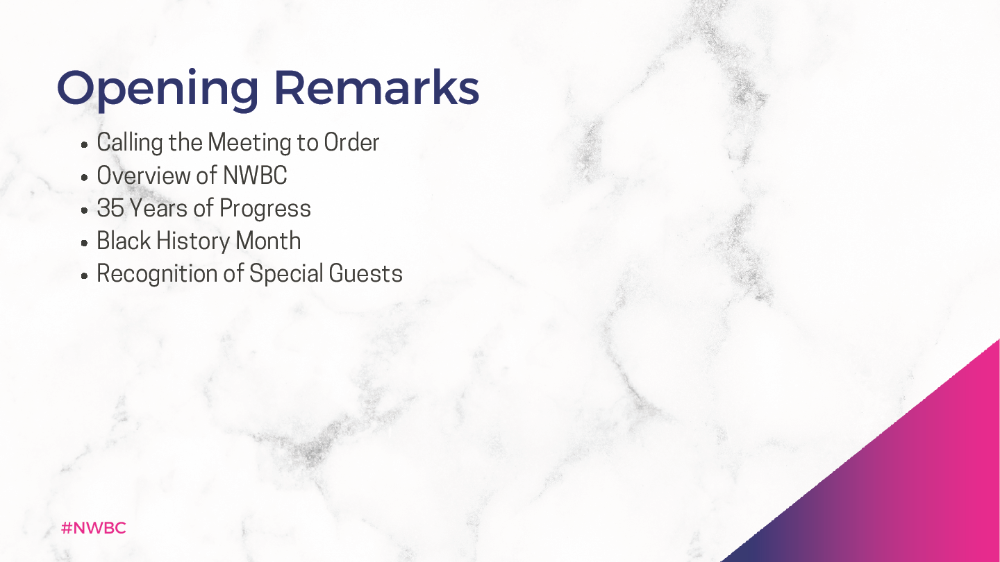 Opening Remarks
• Calling the Meeting to Order
• Overview of NWBC
• 35 Years of Progress
• Black History Month
• Recognition of Special Guests
#NWBC